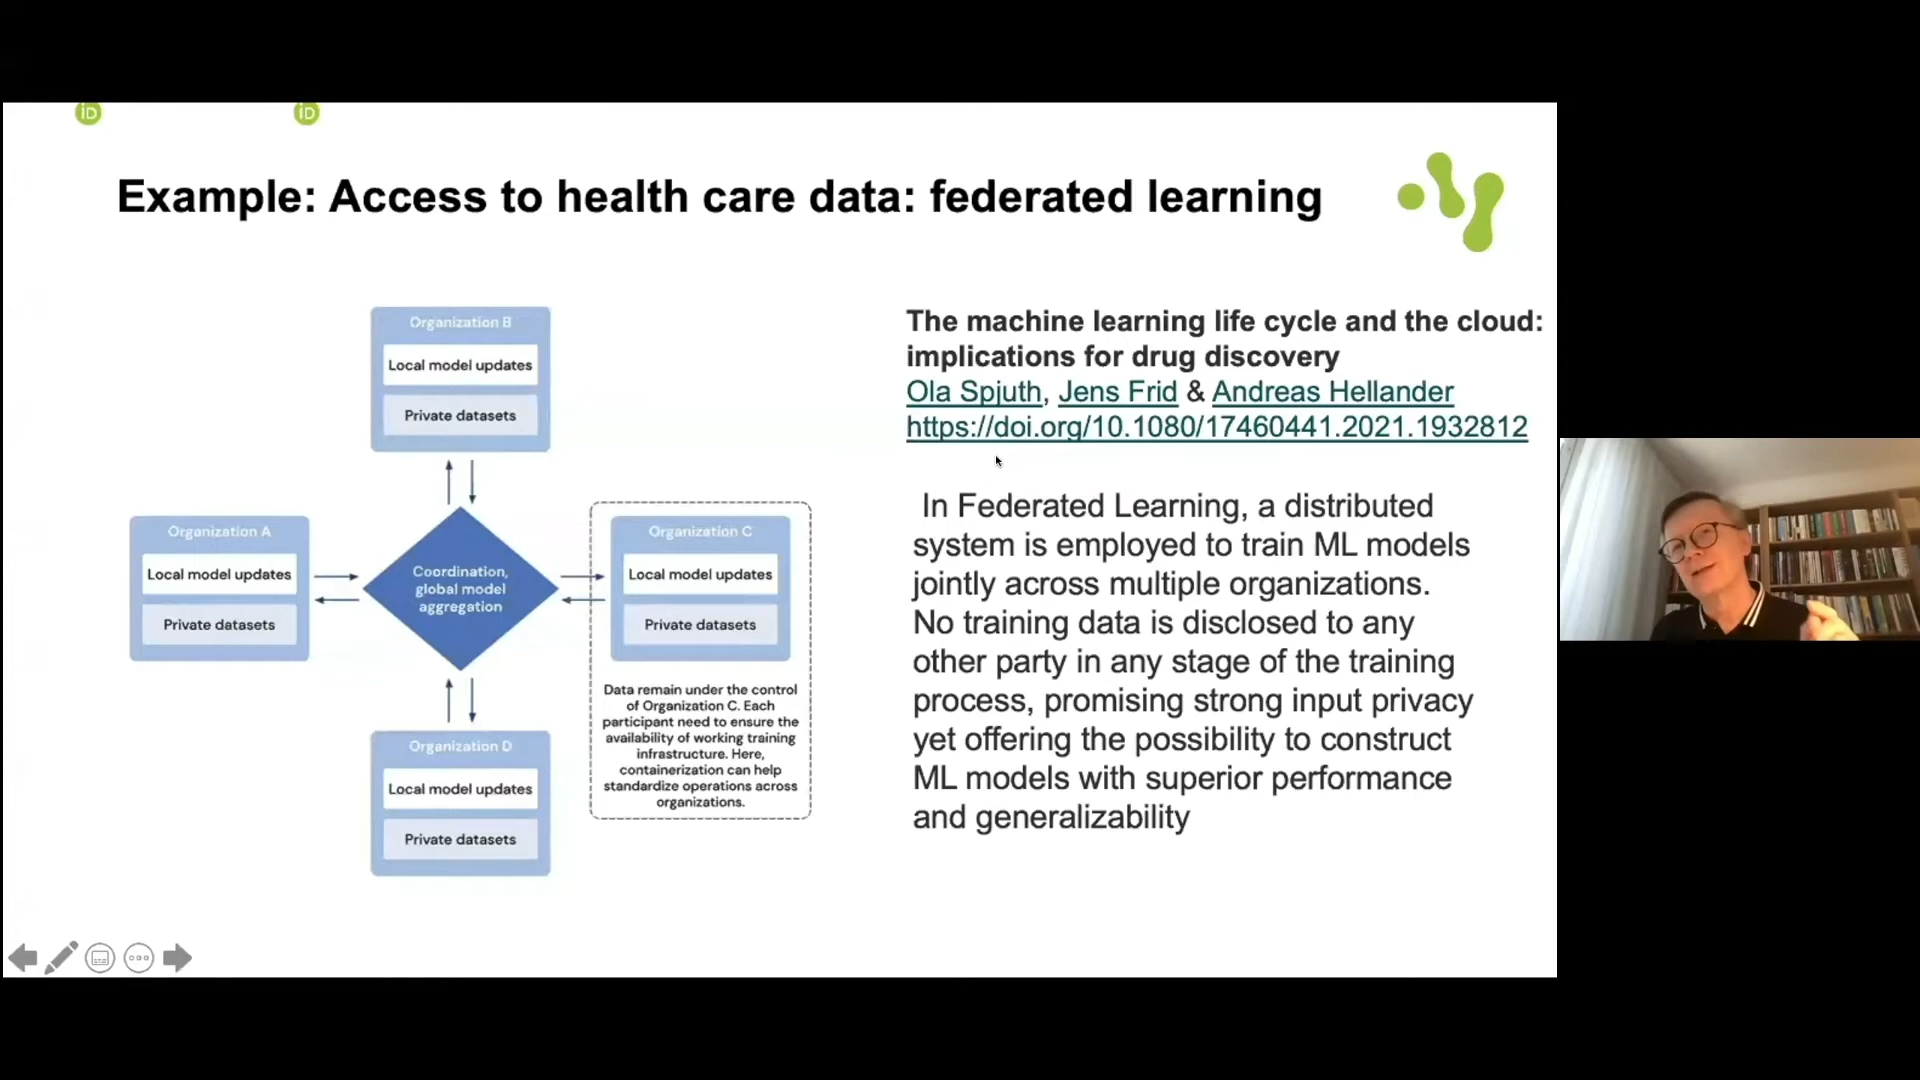 iD
iD
Example: Access to health care data: federated learning
Organization B
Local model updates
Private datasets
Organization A
Local model updates
Private datasets
Coordination,
global model
aggregation
Organization C
Local model updates
Private datasets
Data remain under the control
of Organization C. Each
participant need to ensure the
availability of working training
infrastructure. Here,
containerization can help
standardize operations across
organizations.
Organization D
Local model updates
Private datasets
The machine learning life cycle and the cloud:
implications for drug discovery
Ola Spjuth, Jens Frid & Andreas Hellander
https://doi.org/10.1080/17460441.2021.1932812
In Federated Learning, a distributed
system is employed to train ML models
jointly across multiple organizations.
No training data is disclosed to any
other party in any stage of the training
process, promising strong input privacy
yet offering the possibility to construct
ML models with superior performance
and generalizability